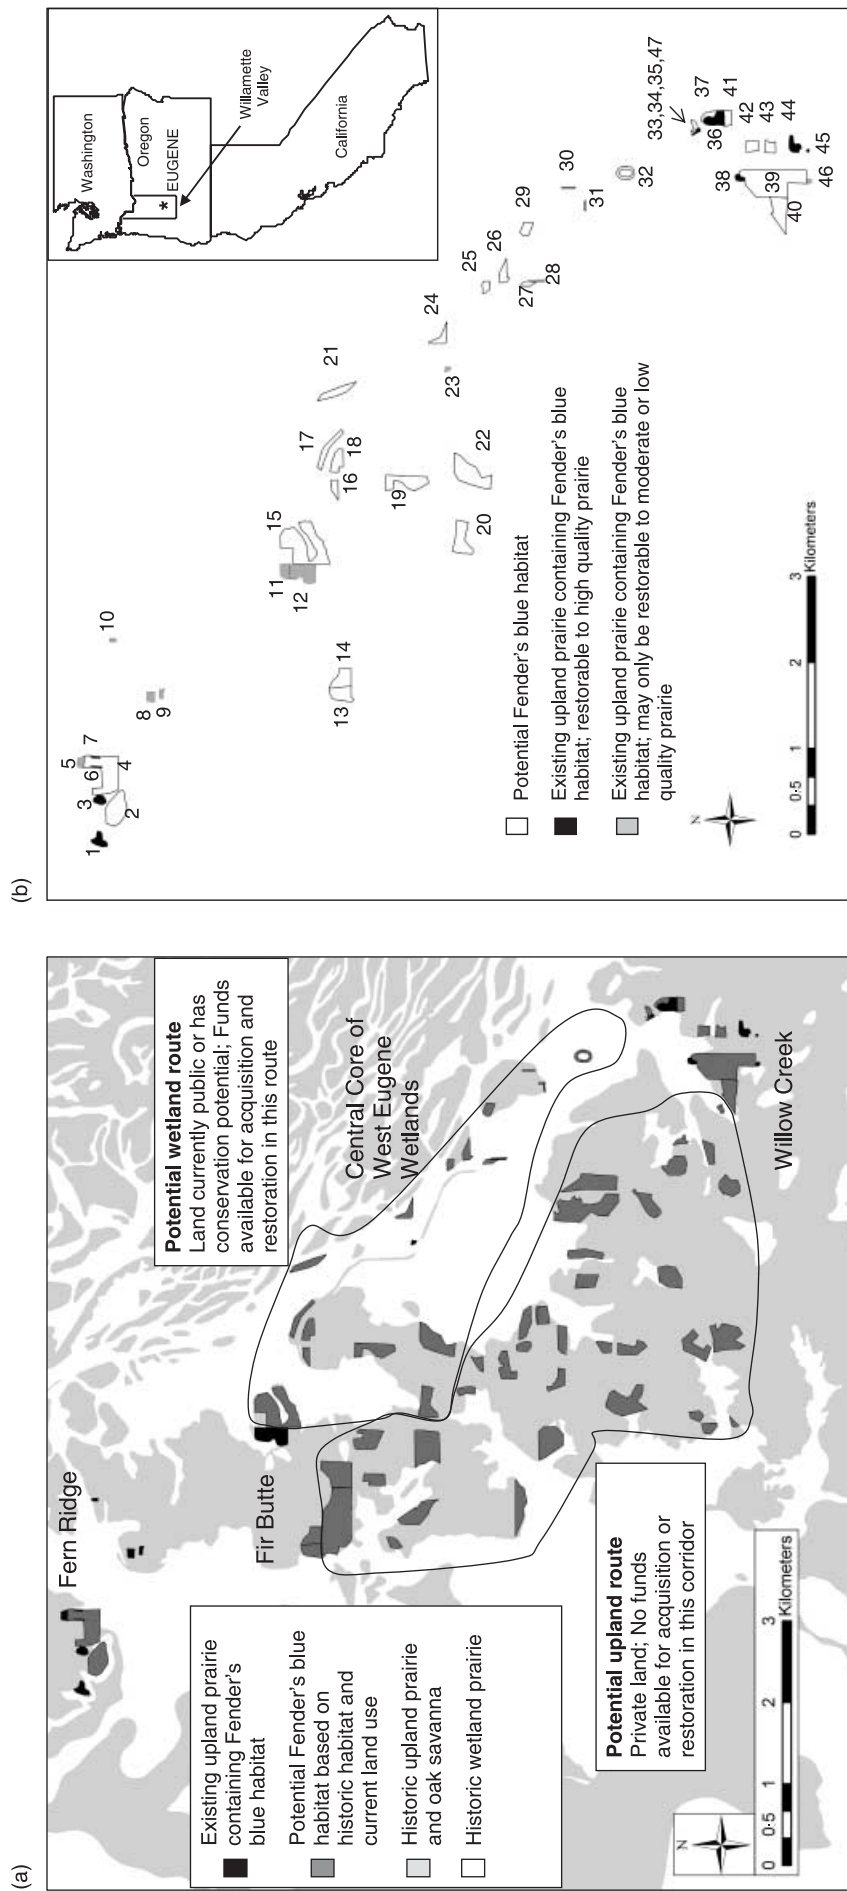 (a)
Fern Ridge
Fir Butte
Potential wetland route
Land currently public or has
conservation potential; Funds
available for acquisition and
restoration in this route
Central Core of
West Eugene
Wetlands
Willow Creek
Existing upland prairie
containing Fender's
blue habitat
Potential Fender's blue
habitat based on
historic habitat and
current land use
Historic upland prairie
and oak savanna
Historic wetland prairie
Potential upland route
Private land; No funds
available for acquisition or
restoration in this corridor
N
0 0·5 1 2 3
Kilometers
(b)
Washington
Oregon
EUGENE
*
Willamette
Valley
California
1
2
3
4
5
6
7
8
9
10
11
12
13
14
15
16
17
18
19
20
21
22
23
24
25
26
27
28
29
30
31
32
33,34,35,47
36
37
38
39
40
41
42
43
44
45
46
Potential Fender's blue habitat
Existing upland prairie containing Fender's blue
habitat; restorable to high quality prairie
Existing upland prairie containing Fender's blue
habitat; may only be restorable to moderate or low
quality prairie
N
0 0·5 1 2 3
Kilometers